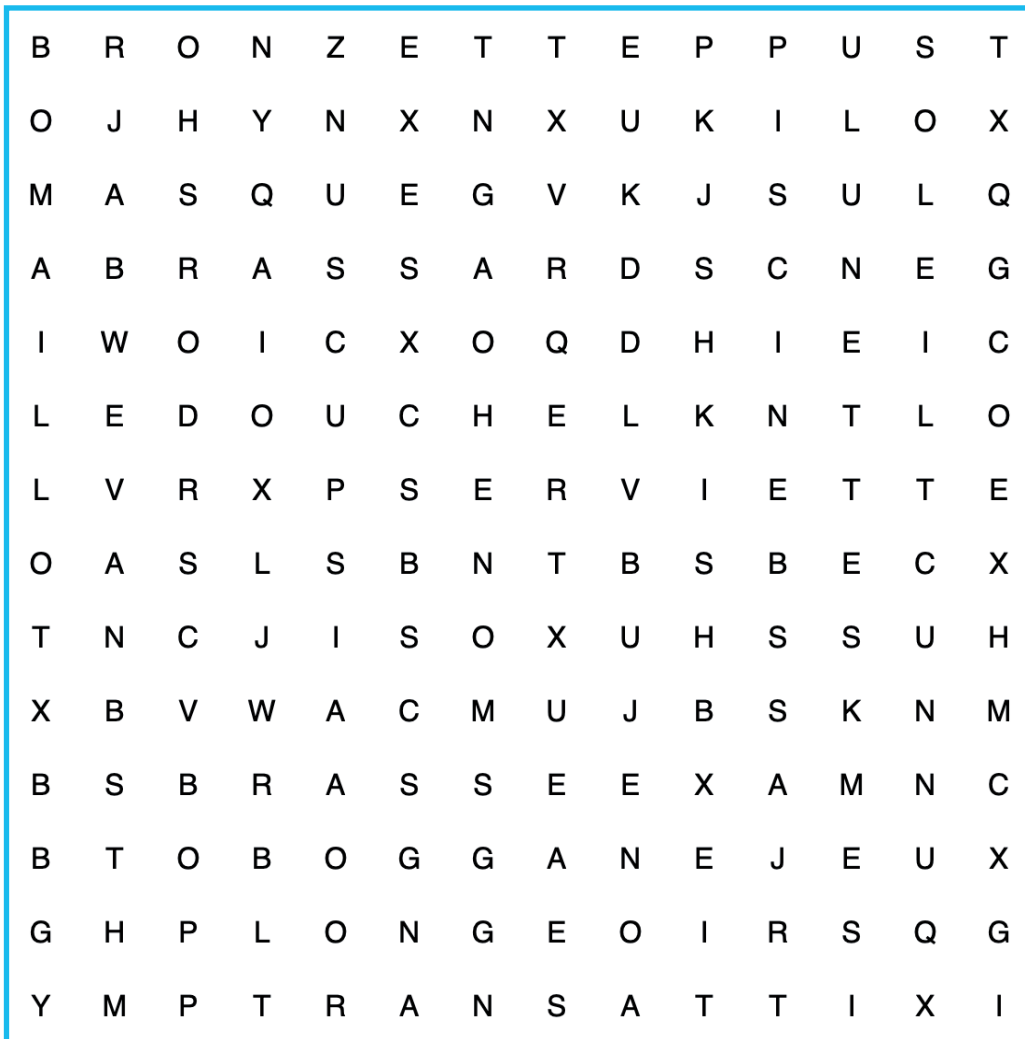 B R O N Z E T T E P P U S T
O J H Y N X N X U K I L O X
M A S Q U E G V K J S U L Q
A B R A S S A R D S C N E G
I W O I C X O Q D H I E I C
L E D O U C H E L K N T L O
L V R X P S E R V I E T T E
O A S L S B N T B S B E C X
T N C J I S O X U H S S U H
X B V W A C M U J B S K N M
B S B R A S S E E X A M N C
B T O B O G G A N E J E U X
G H P L O N G E O I R S Q G
Y M P T R A N S A T T I X I